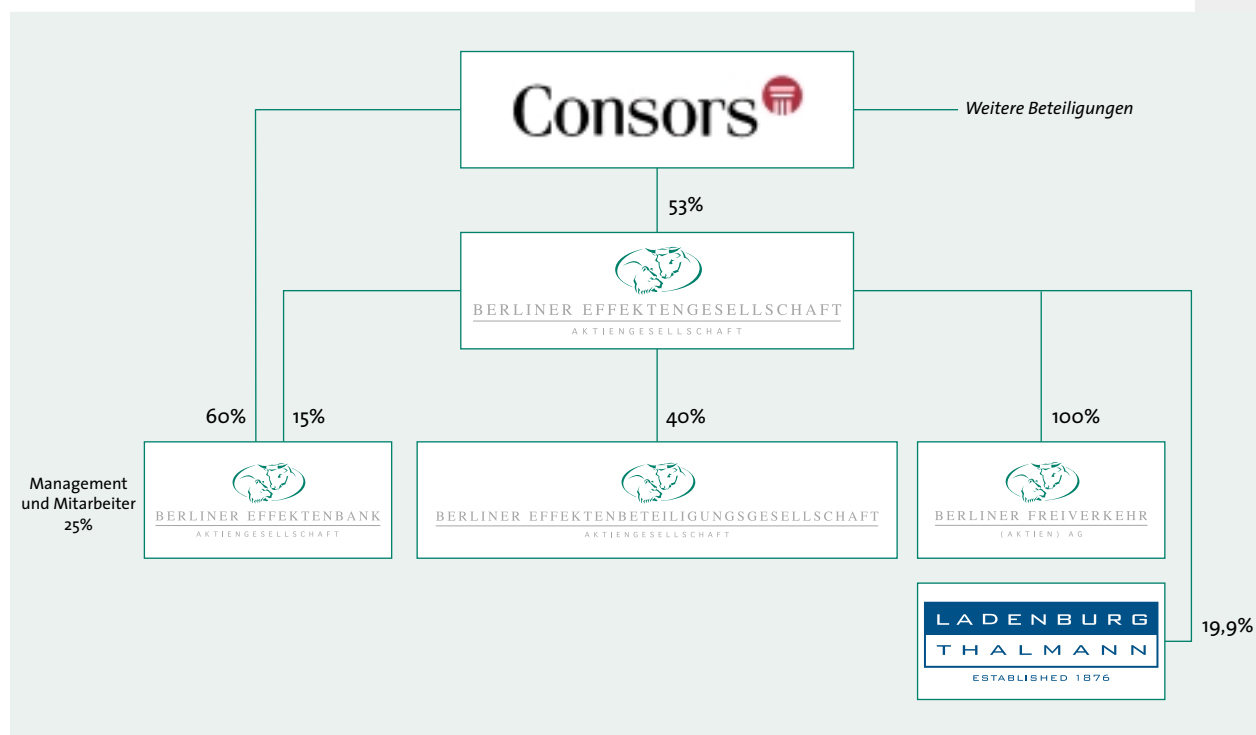 Consors
Weitere Beteiligungen
53%
BERLINER EFFEKTENGESELLSCHAFT
AKTIENGESELLSCHAFT
60%
15%
40%
100%
Management
und Mitarbeiter
25%
BERLINER EFFEKTENBANK
AKTIENGESELLSCHAFT
BERLINER EFFEKTENBETEILIGUNGSGESELLSCHAFT
AKTIENGESELLSCHAFT
BERLINER FREIVERKEHR
(AKTIEN) AG
LADENBURG
THALMANN
ESTABLISHED 1876
19,9%